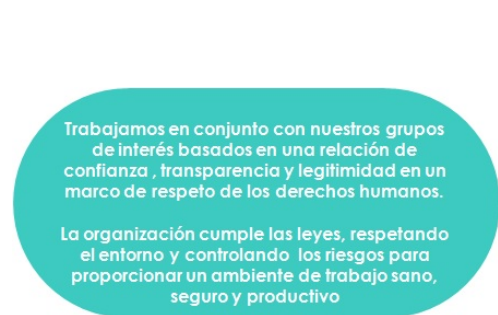 Trabajamos en conjunto con nuestros grupos
de interés basados en una relación de
confianza , transparencia y legitimidad en un
marco de respeto de los derechos humanos.
La organización cumple las leyes, respetando
el entorno y controlando los riesgos para
proporcionar un ambiente de trabajo sano,
seguro y productivo